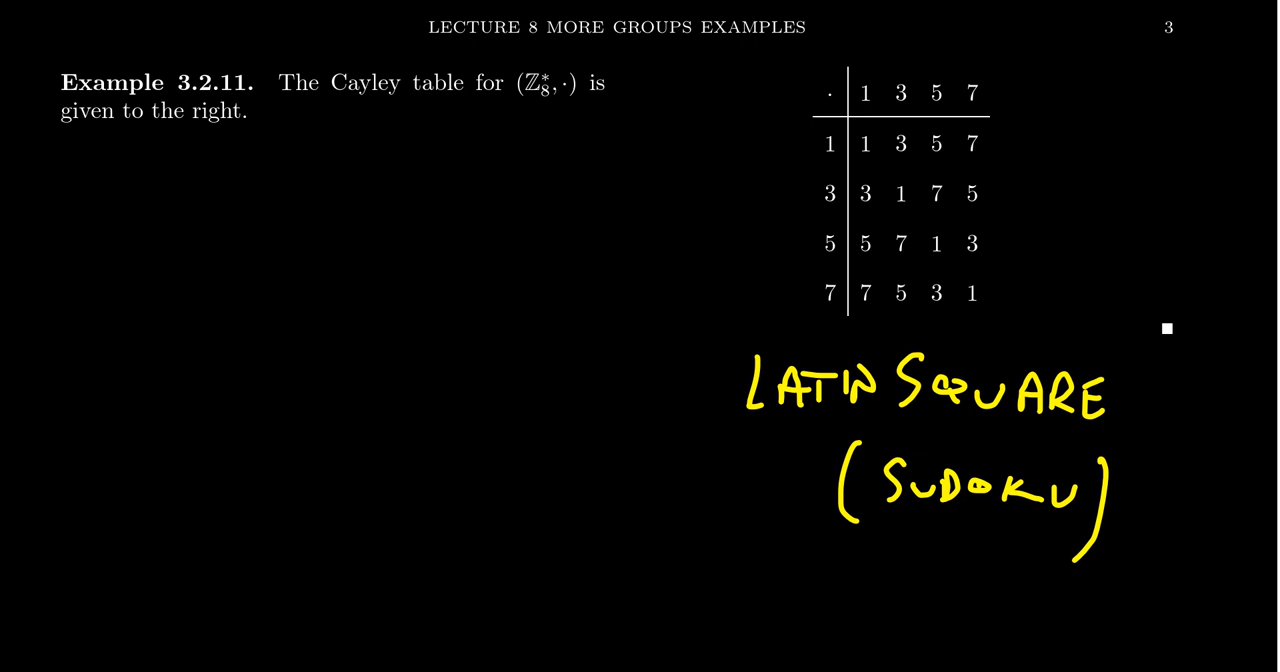 LECTURE 8 MORE GROUPS EXAMPLES 3
Example 3.2.11. The Cayley table for (ℤ₈*, ·) is
given to the right.
· 1 3 5 7
1 1 3 5 7
3 3 1 7 5
5 5 7 1 3
7 7 5 3 1
LATIN SQUARE
(SUDOKU)